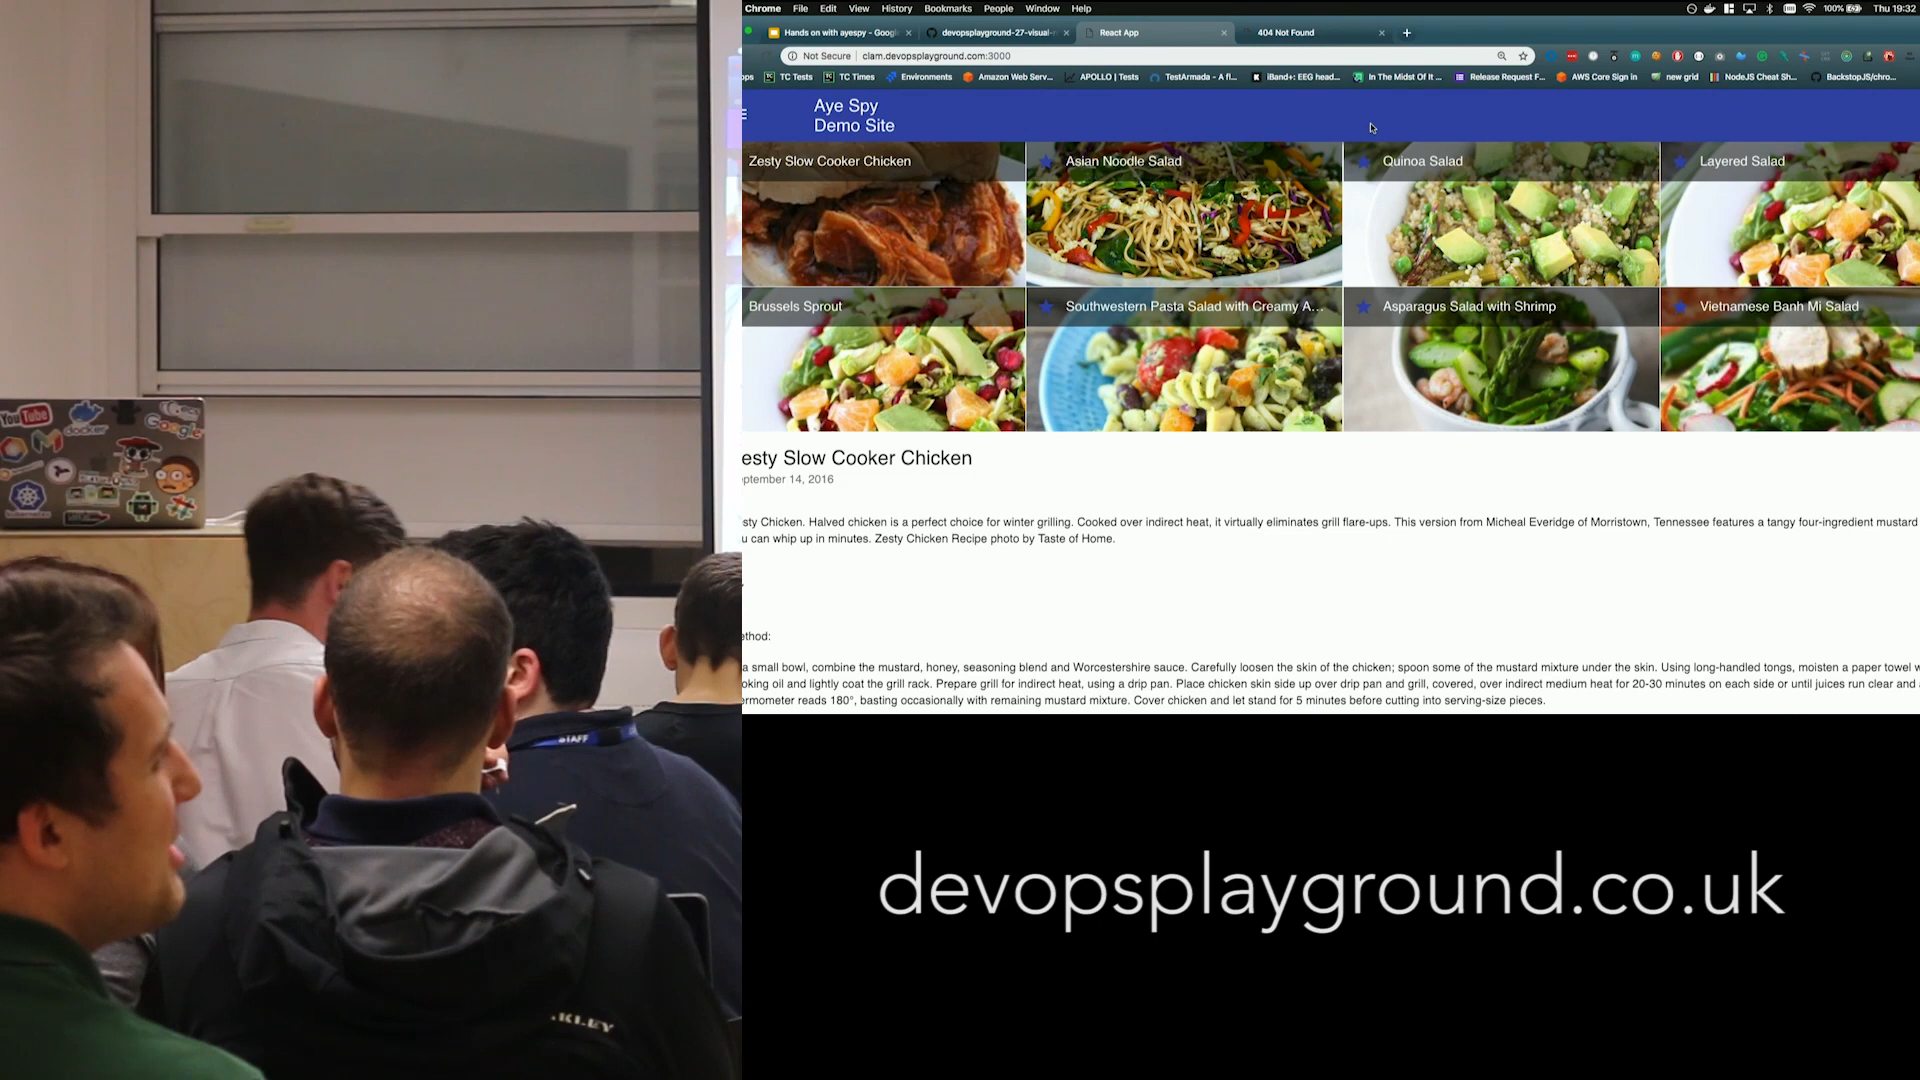 Chrome File Edit View History Bookmarks People Window Help 100% Thu 19:32
Hands on with ayespy - Googl devopsplayground-27-visual-r React App 404 Not Found
Not Secure clam.devopsplayground.com:3000
ops TC Tests TC Times Environments Amazon Web Serv... APOLLO | Tests TestArmada - A fl... iBand+: EEG head... In The Midst Of It ... Release Request F... AWS Core Sign in new grid NodeJS Cheat Sh... BackstopJS/chro...
Aye Spy
Demo Site
Zesty Slow Cooker Chicken
Asian Noodle Salad
Quinoa Salad
Layered Salad
Brussels Sprout
Southwestern Pasta Salad with Creamy A...
Asparagus Salad with Shrimp
Vietnamese Banh Mi Salad
esty Slow Cooker Chicken
ptember 14, 2016
sty Chicken. Halved chicken is a perfect choice for winter grilling. Cooked over indirect heat, it virtually eliminates grill flare-ups. This version from Micheal Everidge of Morristown, Tennessee features a tangy four-ingredient mustard
u can whip up in minutes. Zesty Chicken Recipe photo by Taste of Home.
ethod:
a small bowl, combine the mustard, honey, seasoning blend and Worcestershire sauce. Carefully loosen the skin of the chicken; spoon some of the mustard mixture under the skin. Using long-handled tongs, moisten a paper towel w
oking oil and lightly coat the grill rack. Prepare grill for indirect heat, using a drip pan. Place chicken skin side up over drip pan and grill, covered, over indirect medium heat for 20-30 minutes on each side or until juices run clear and a
ermometer reads 180°, basting occasionally with remaining mustard mixture. Cover chicken and let stand for 5 minutes before cutting into serving-size pieces.
devopsplayground.co.uk
YouTube
docker
Google
kubernetes
STAFF
AKLEY